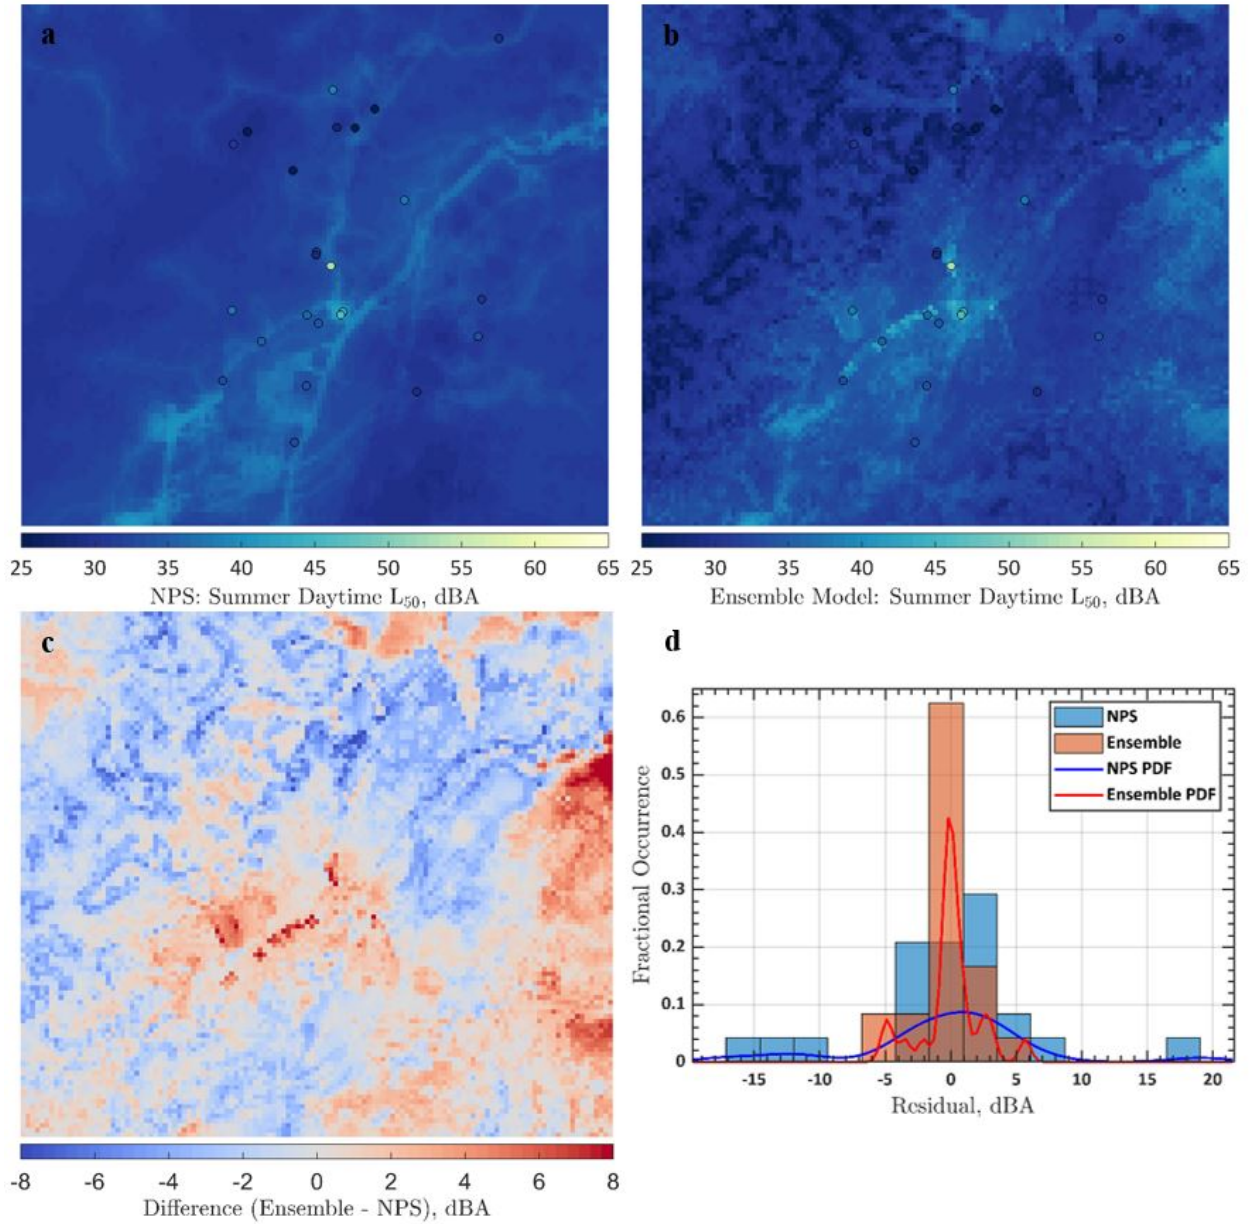 a
b
25 30 35 40 45 50 55 60 65
25 30 35 40 45 50 55 60 65
NPS: Summer Daytime L50, dBA
Ensemble Model: Summer Daytime L50, dBA
c
d
-8 -6 -4 -2 0 2 4 6 8
Difference (Ensemble - NPS), dBA
NPS
Ensemble
NPS PDF
Ensemble PDF
0.6
0.5
0.4
0.3
0.2
0.1
0
Fractional Occurrence
-15 -10 -5 0 5 10 15 20
Residual, dBA